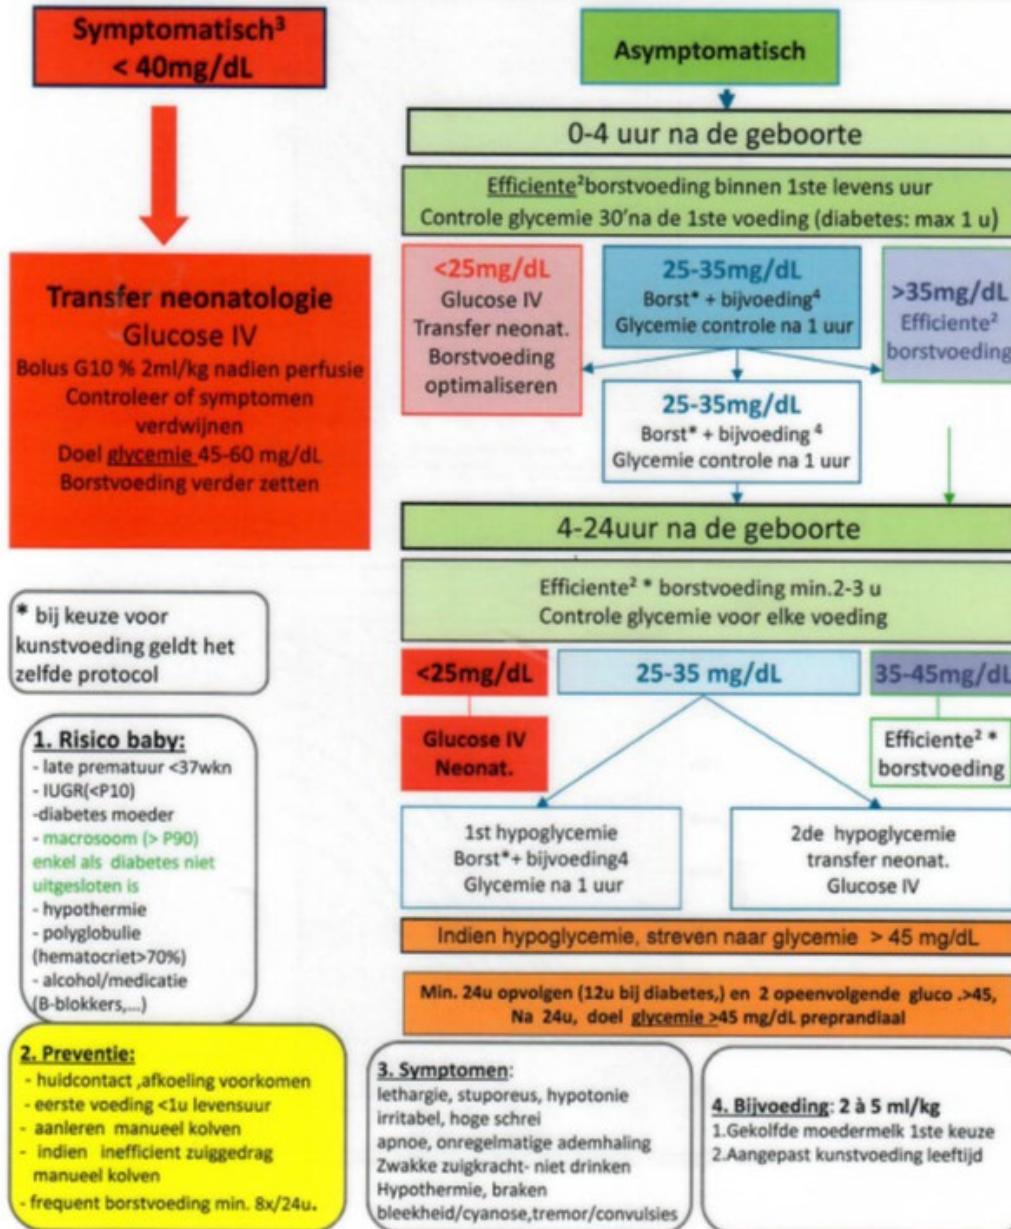 Symptomatisch³
< 40mg/dL
Transfer neonatologie
Glucose IV
Bolus G10 % 2ml/kg nadien perfusie
Controleer of symptomen
verdwijnen
Doel glycemie 45-60 mg/dL
Borstvoeding verder zetten
Asymptomatisch
0-4 uur na de geboorte
Efficiente²borstvoeding binnen 1ste levens uur
Controle glycemie 30'na de 1ste voeding (diabetes: max 1 u)
<25mg/dL
Glucose IV
Transfer neonat.
Borstvoeding
optimaliseren
25-35mg/dL
Borst* + bijvoeding⁴
Glycemie controle na 1 uur
>35mg/dL
Efficiente²
borstvoeding
25-35mg/dL
Borst* + bijvoeding ⁴
Glycemie controle na 1 uur
4-24uur na de geboorte
Efficiente² * borstvoeding min.2-3 u
Controle glycemie voor elke voeding
<25mg/dL
Glucose IV
Neonat.
25-35 mg/dL
35-45mg/dL
Efficiente² *
borstvoeding
1st hypoglycemie
Borst*+ bijvoeding4
Glycemie na 1 uur
2de hypoglycemie
transfer neonat.
Glucose IV
Indien hypoglycemie, streven naar glycemie > 45 mg/dL
Min. 24u opvolgen (12u bij diabetes,) en 2 opeenvolgende gluco .>45,
Na 24u, doel glycemie >45 mg/dL preprandiaal
* bij keuze voor
kunstvoeding geldt het
zelfde protocol
1. Risico baby:
- late prematuur <37wkn
- IUGR(<P10)
-diabetes moeder
- macrosoom (> P90)
enkel als diabetes niet
uitgesloten is
- hypothermie
- polyglobulie
(hematocriet>70%)
- alcohol/medicatie
(B-blokkers,...)
2. Preventie:
- huidcontact ,afkoeling voorkomen
- eerste voeding <1u levensuur
- aanleren manueel kolven
- indien inefficient zuiggedrag
manueel kolven
- frequent borstvoeding min. 8x/24u.
3. Symptomen:
lethargie, stuporeus, hypotonie
irritabel, hoge schrei
apnoe, onregelmatige ademhaling
Zwakke zuigkracht- niet drinken
Hypothermie, braken
bleekheid/cyanose,tremor/convulsies
4. Bijvoeding: 2 à 5 ml/kg
1.Gekolfde moedermelk 1ste keuze
2.Aangepast kunstvoeding leeftijd